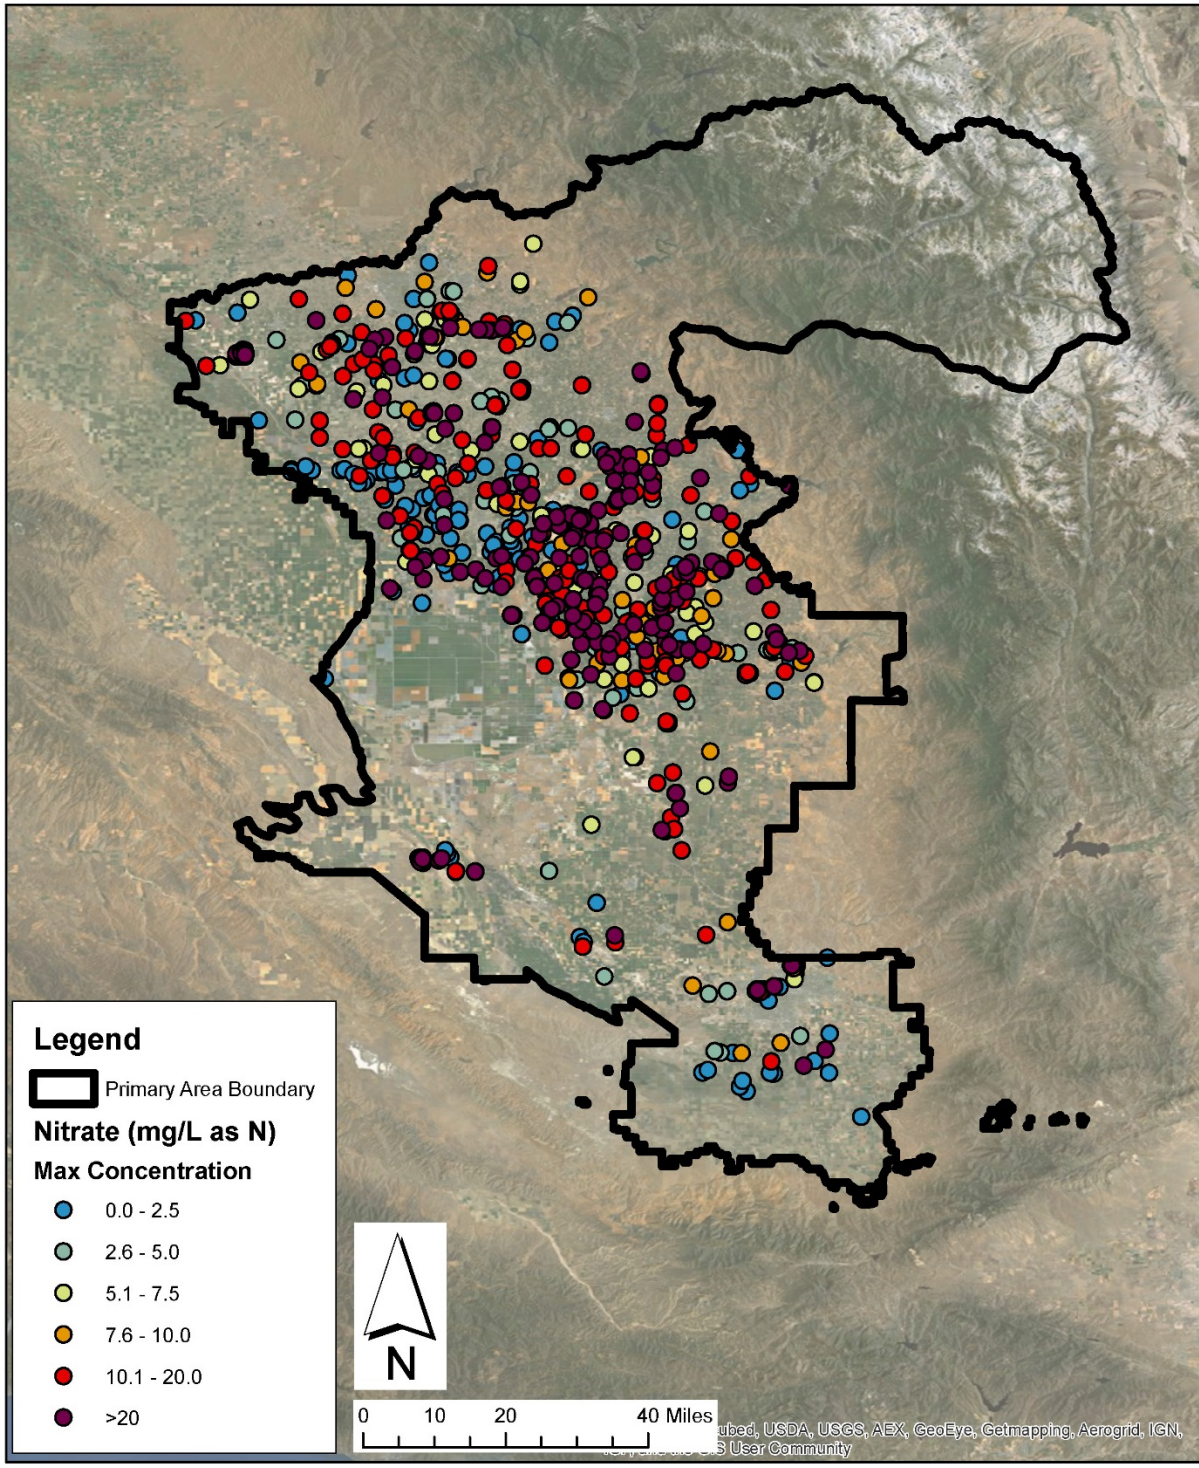 Legend
Primary Area Boundary
Nitrate (mg/L as N)
Max Concentration
0.0 - 2.5
2.6 - 5.0
5.1 - 7.5
7.6 - 10.0
10.1 - 20.0
>20
N
0 10 20 40 Miles
USDA, USGS, AEX, GeoEye, Getmapping, Aerogrid, IGN,
User Community